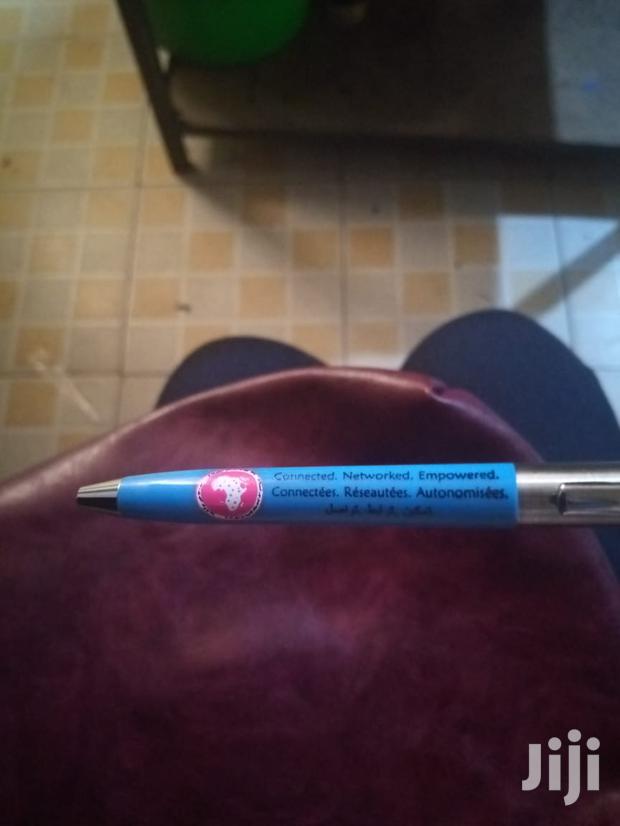 Connected. Networked. Empowered.
Connectées. Réseautées. Autonomisées.
Jiji